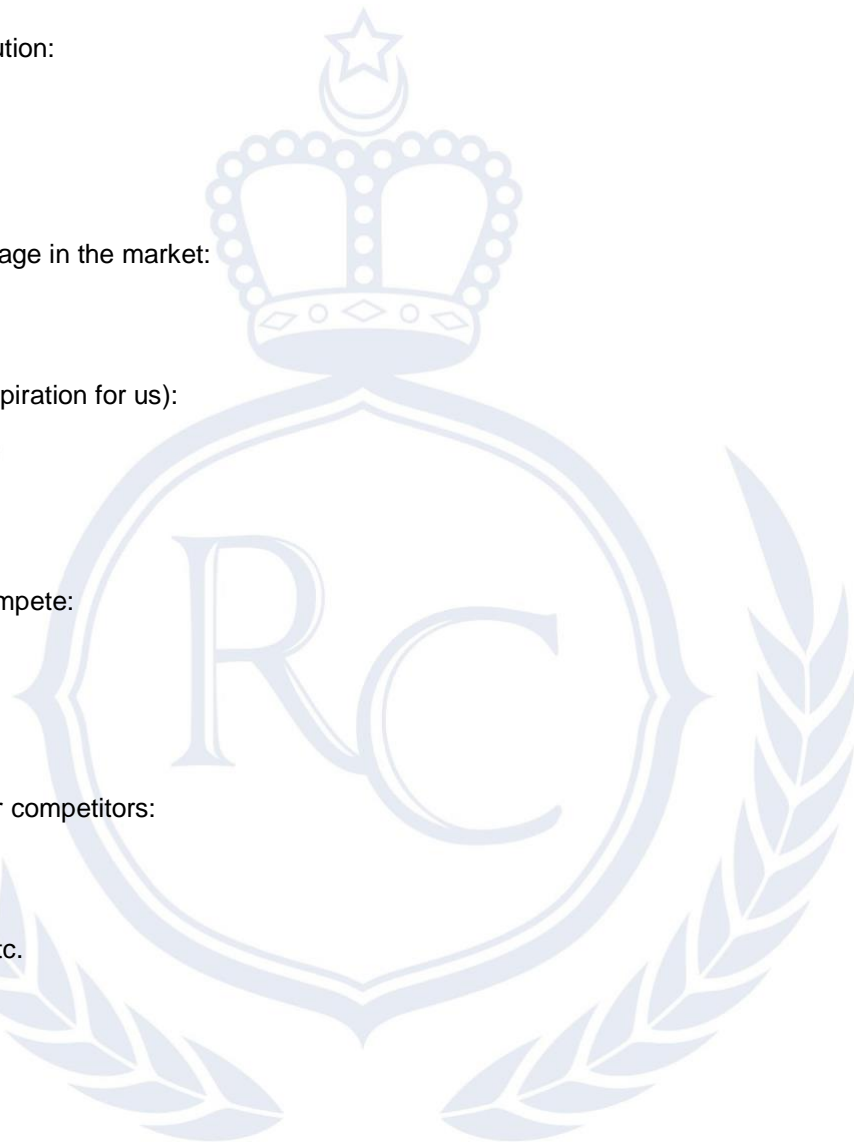 ution:
age in the market:
piration for us):
mpete:
r competitors:
tc.
RC